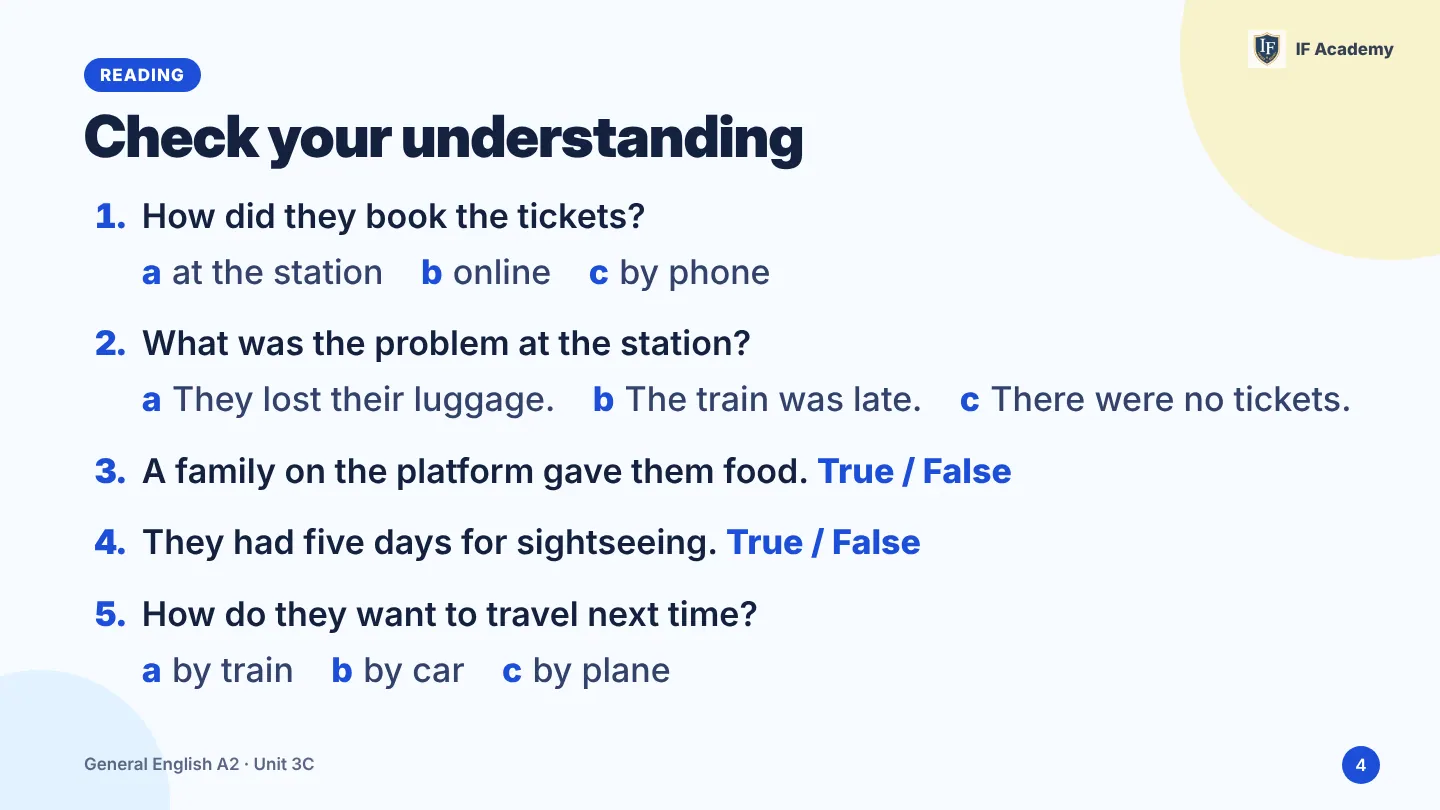 IF IF Academy
READING
Check your understanding
1. How did they book the tickets?
a at the station b online c by phone
2. What was the problem at the station?
a They lost their luggage. b The train was late. c There were no tickets.
3. A family on the platform gave them food. True / False
4. They had five days for sightseeing. True / False
5. How do they want to travel next time?
a by train b by car c by plane
General English A2 · Unit 3C
4